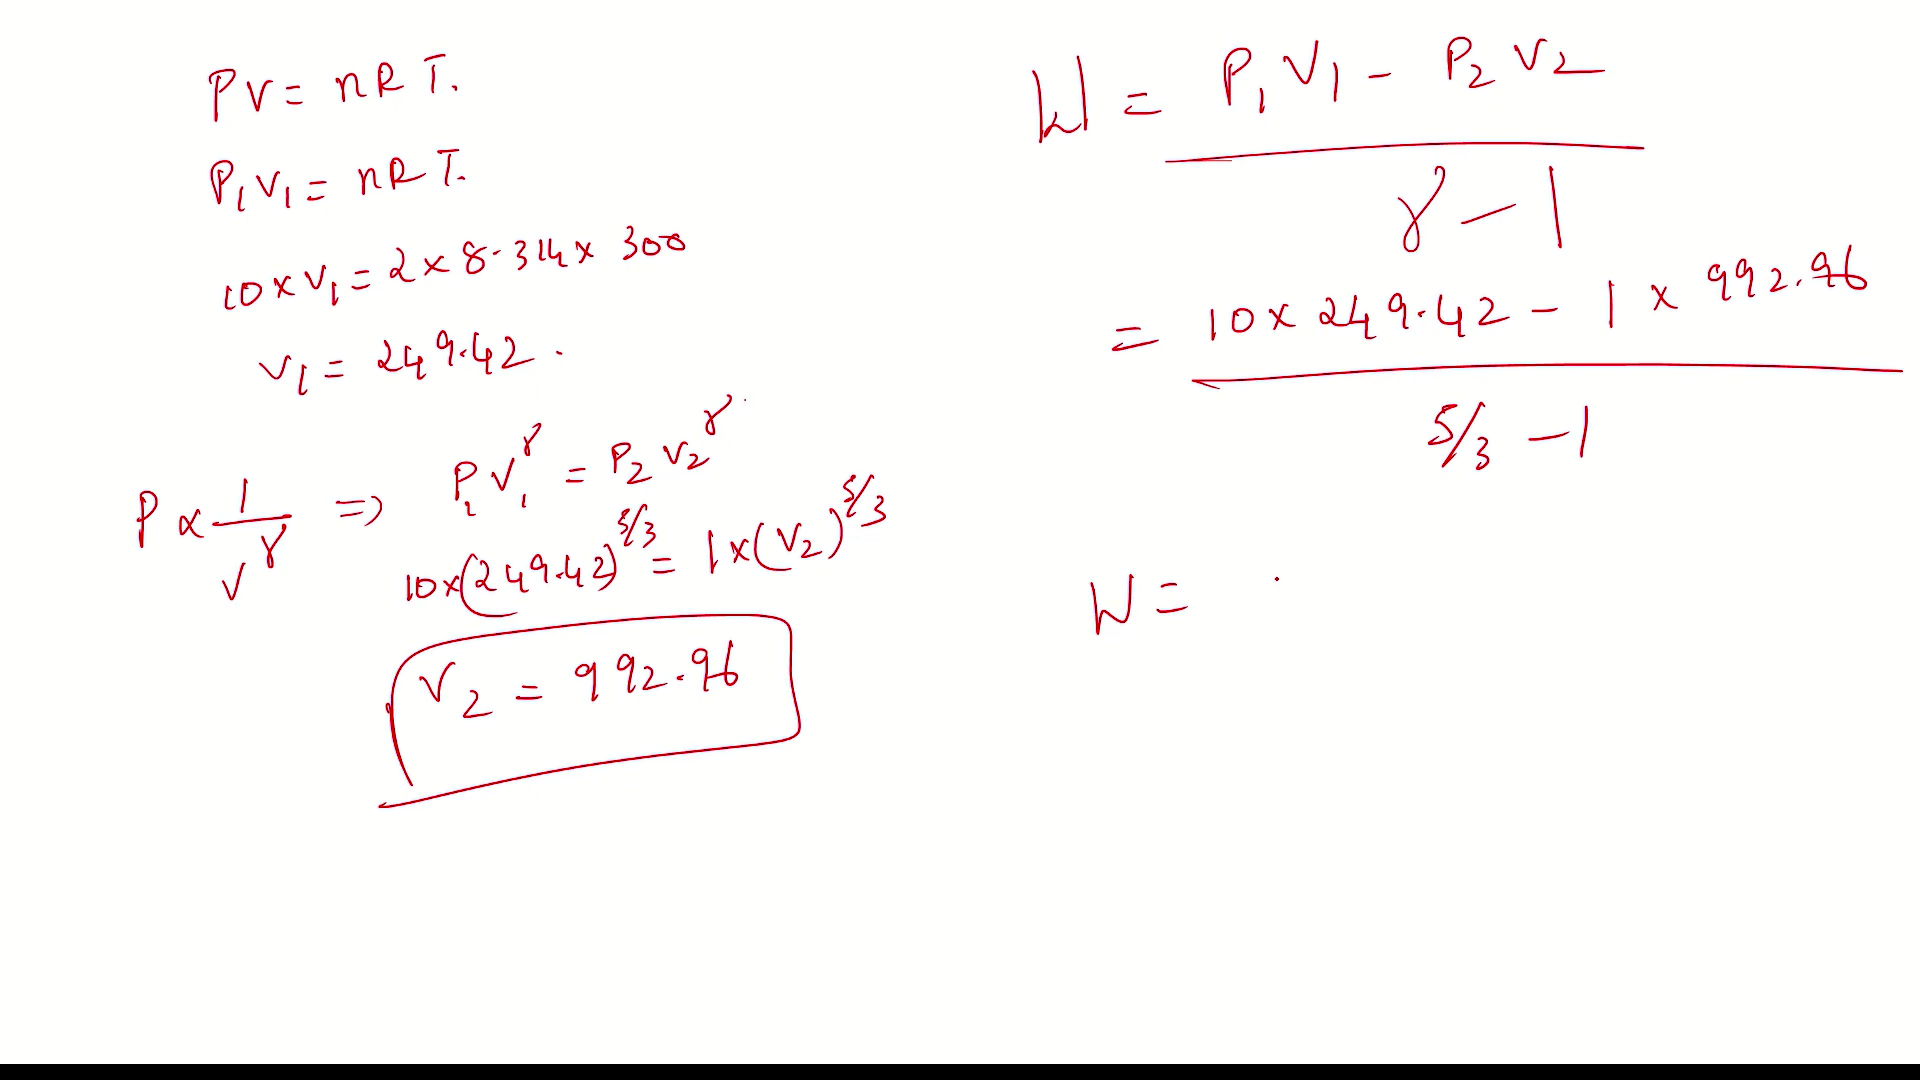 PV = nRT.
P₁V₁ = nRT.
10 x V₁ = 2 x 8.314 x 300
V₁ = 249.42.
P ∝ 1/V^γ => P₁V₁^γ = P₂V₂^γ
10x(249.42)^5/3 = 1x(V₂)^5/3
V₂ = 992.96
W = P₁V₁ - P₂V₂
γ - 1
= 10 x 249.42 - 1 x 992.96
5/3 - 1
W =